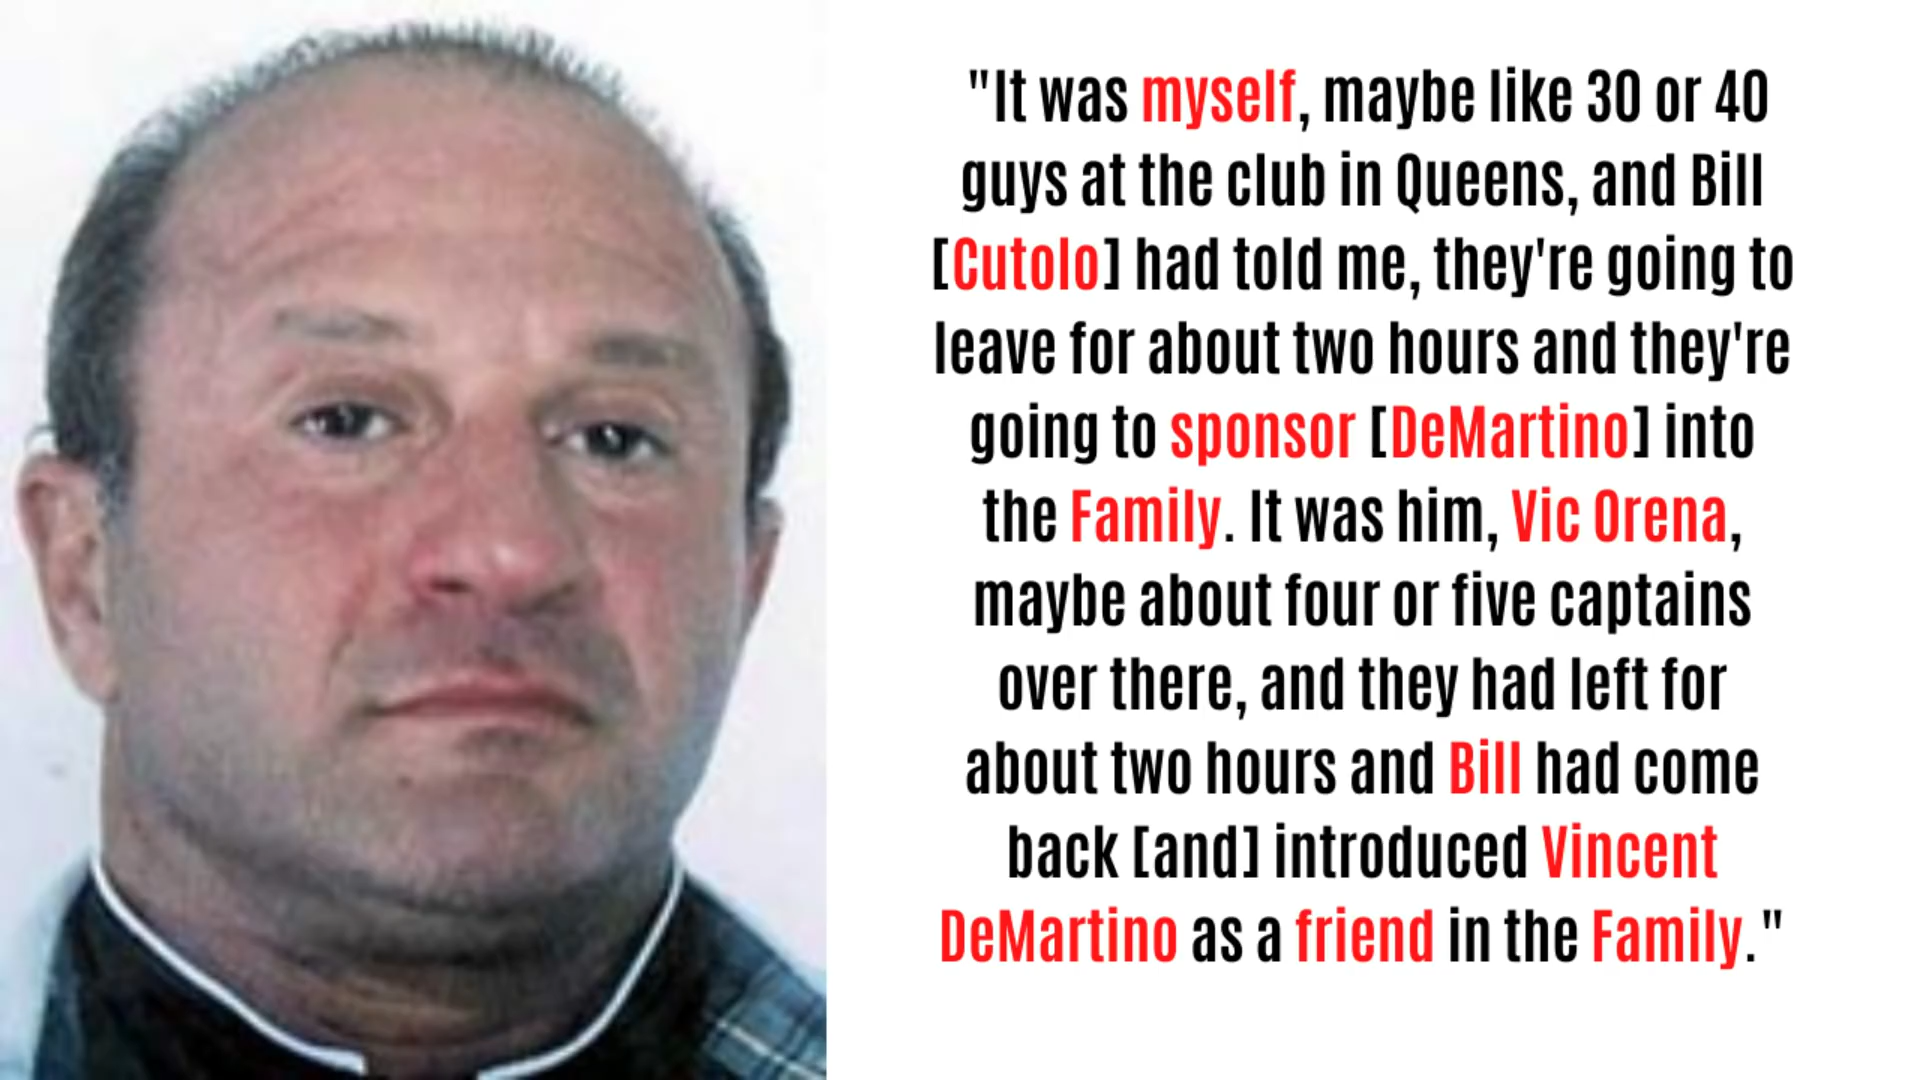 "It was myself, maybe like 30 or 40
guys at the club in Queens, and Bill
[Cutolo] had told me, they're going to
leave for about two hours and they're
going to sponsor [DeMartino] into
the Family. It was him, Vic Orena,
maybe about four or five captains
over there, and they had left for
about two hours and Bill had come
back [and] introduced Vincent
DeMartino as a friend in the Family."